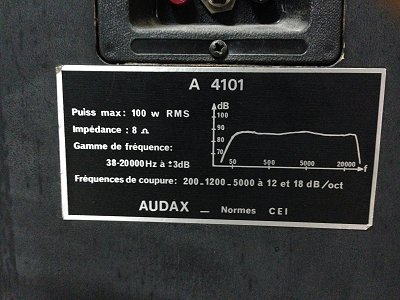 A 4101
Puiss max: 100 w RMS
Impédance: 8 Ω
Gamme de fréquence:
38-20000Hz à ±3dB
dB
100
90
80
70
50 500 5000 20000 f
Fréquences de coupure: 200_1200_5000 à 12 et 18 dB/oct
AUDAX _ Normes CEI